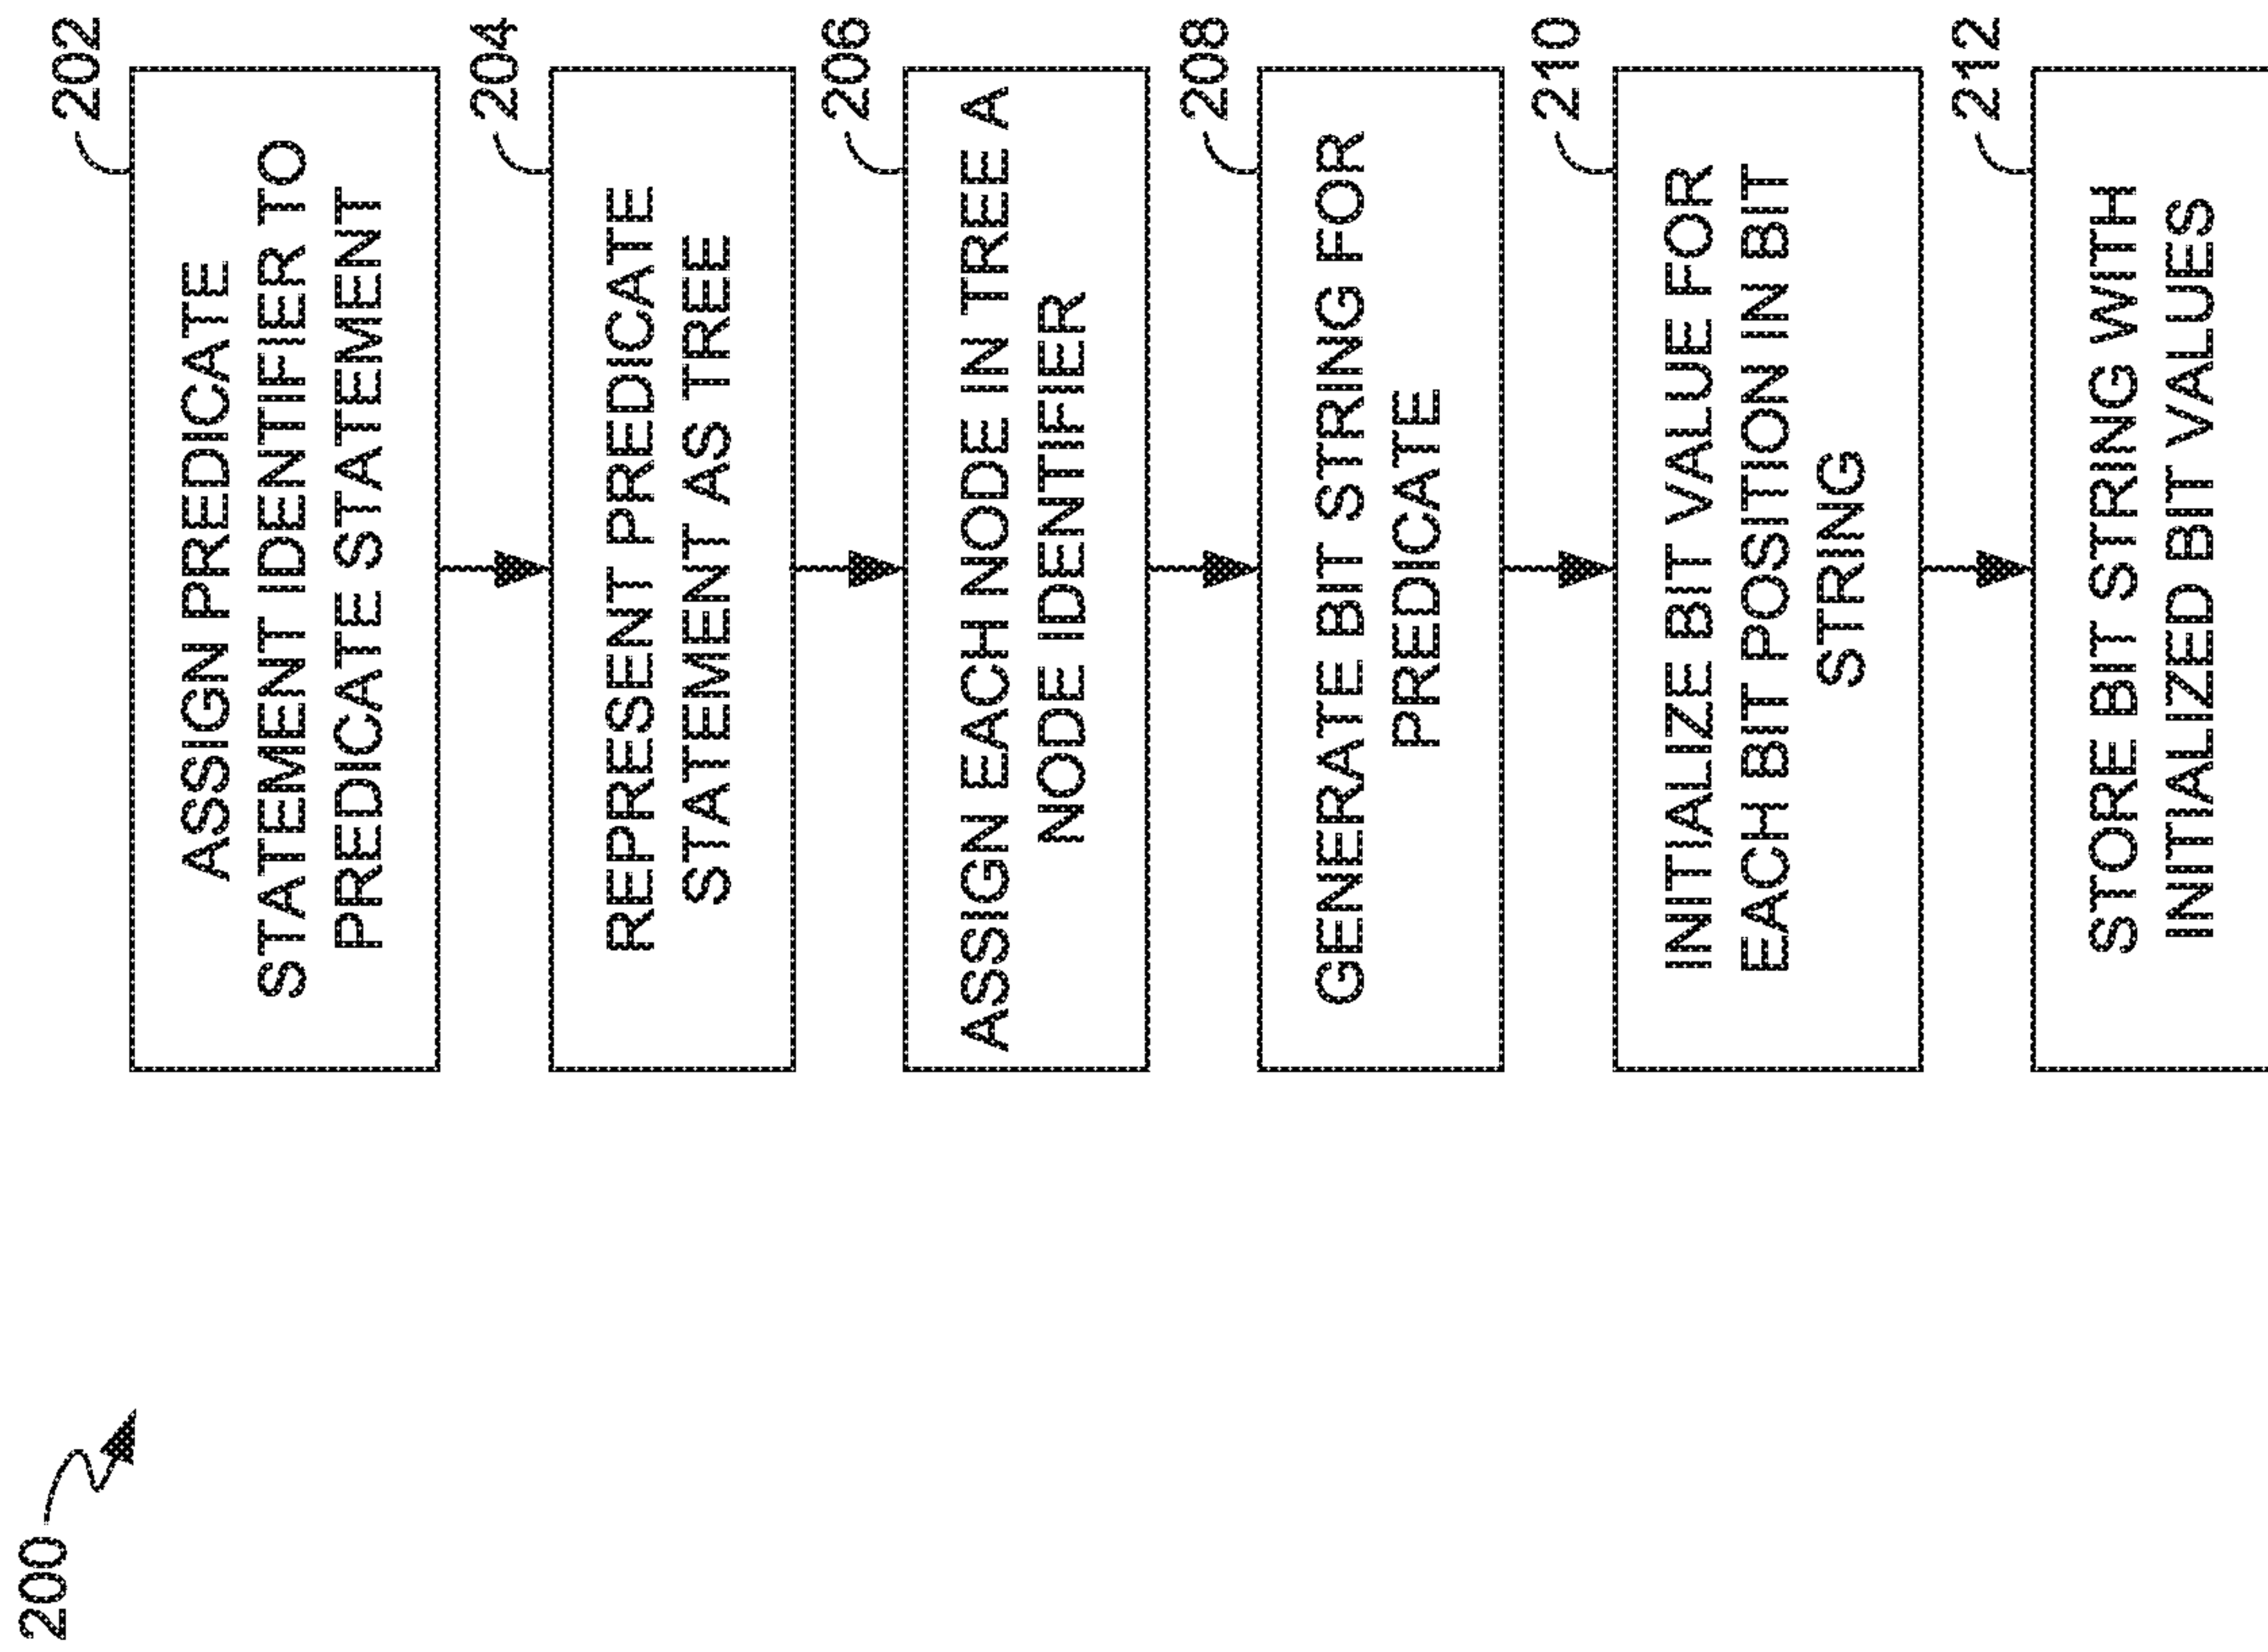 200
202
ASSIGN PREDICATE
STATEMENT IDENTIFIER TO
PREDICATE STATEMENT
204
REPRESENT PREDICATE
STATEMENT AS TREE
206
ASSIGN EACH NODE IN TREE A
NODE IDENTIFIER
208
GENERATE BIT STRING FOR
PREDICATE
210
INITIALIZE BIT VALUE FOR
EACH BIT POSITION IN BIT
STRING
212
STORE BIT STRING WITH
INITIALIZED BIT VALUES